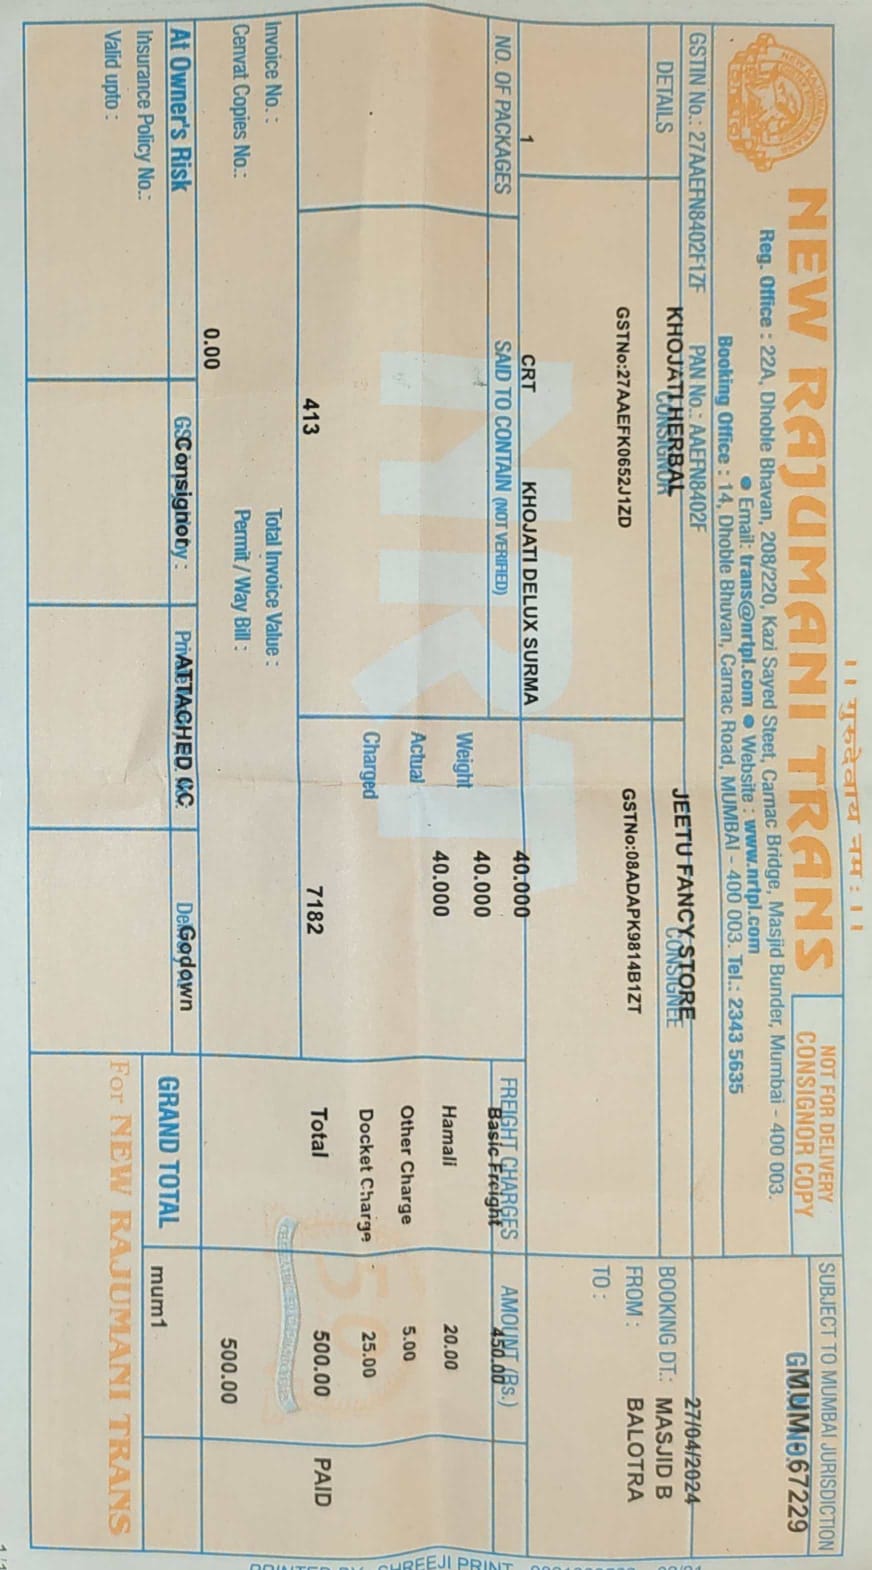 ।। गुरुदेवाय नमः ।।
NEW RAJUMANI TRANS
Reg. Office : 22A, Dhoble Bhavan, 208/220, Kazi Sayed Steet, Carnac Bridge, Masjid Bunder, Mumbai - 400 003.
● Email: trans@nrtpl.com ● Website : www.nrtpl.com
Booking Office : 14, Dhoble Bhuvan, Carnac Road, MUMBAI - 400 003. Tel.: 2343 5635
NOT FOR DELIVERY
CONSIGNOR COPY
SUBJECT TO MUMBAI JURISDICTION
MUM-67229
GSTIN No.: 27AAEFN8402F1ZF PAN No.: AAEFN8402F
27/04/2024
DETAILS
CONSIGNOR
KHOJATI HERBAL
GSTNo:27AAEFK0652J1ZD
CONSIGNEE
JEETU FANCY STORE
GSTNo:08ADAPK9814B1ZT
BOOKING DT.: MASJID B
FROM : BALOTRA
TO :
NO. OF PACKAGES
SAID TO CONTAIN (NOT VERIFIED)
1 CRT KHOJATI DELUX SURMA 40.000
Weight 40.000
Actual 40.000
Charged
FREIGHT CHARGES AMOUNT (Rs.)
Basic Freight 450.00
Hamali 20.00
Other Charge 5.00
Docket Charge 25.00
Total 500.00 PAID
413 7182
Invoice No. : Total Invoice Value :
Cenvat Copies No.: Permit / Way Bill :
0.00
500.00
At Owner's Risk
Insurance Policy No.:
Valid upto :
Consignor
ATTACHED CC
Godown
GRAND TOTAL mum1
For NEW RAJUMANI TRANS
NRT
50